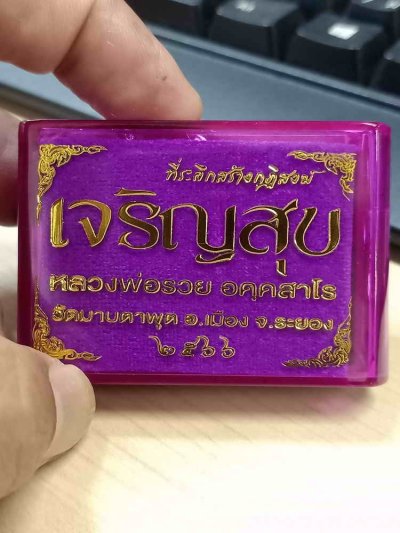 ที่ระลึกสร้างกุฏิสงฆ์
เจริญสุข
หลวงพ่อรวย อคฺคสาโร
วัดมาบตาพุด อ.เมือง จ.ระยอง
๒๕๖๖